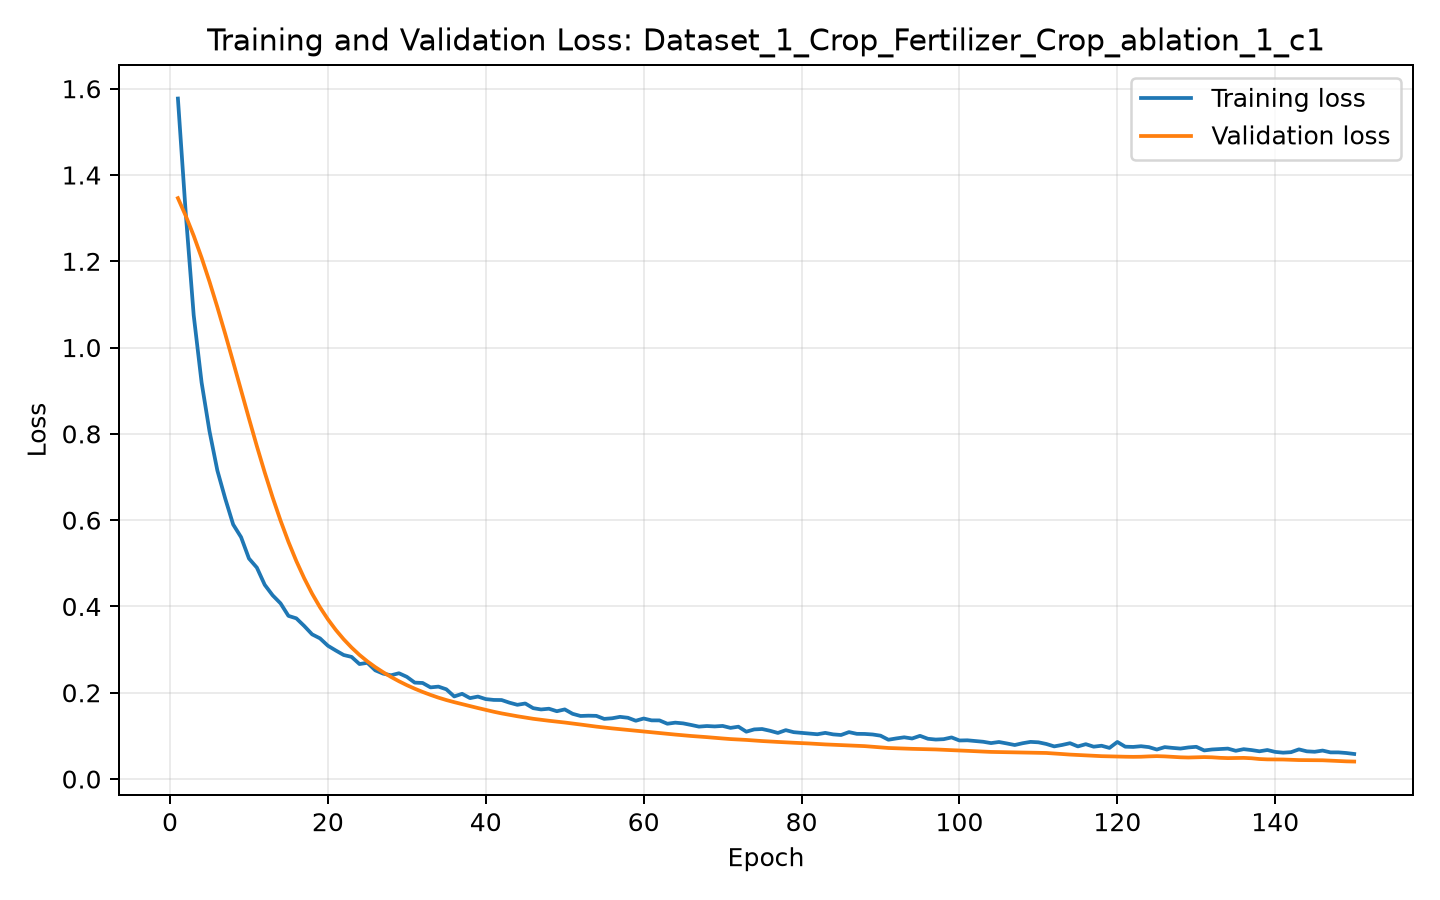 Training and Validation Loss: Dataset_1_Crop_Fertilizer_Crop_ablation_1_c1
Training loss
Validation loss
1.6
1.4
1.2
1.0
0.8
0.6
0.4
0.2
0.0
Loss
0 20 40 60 80 100 120 140
Epoch